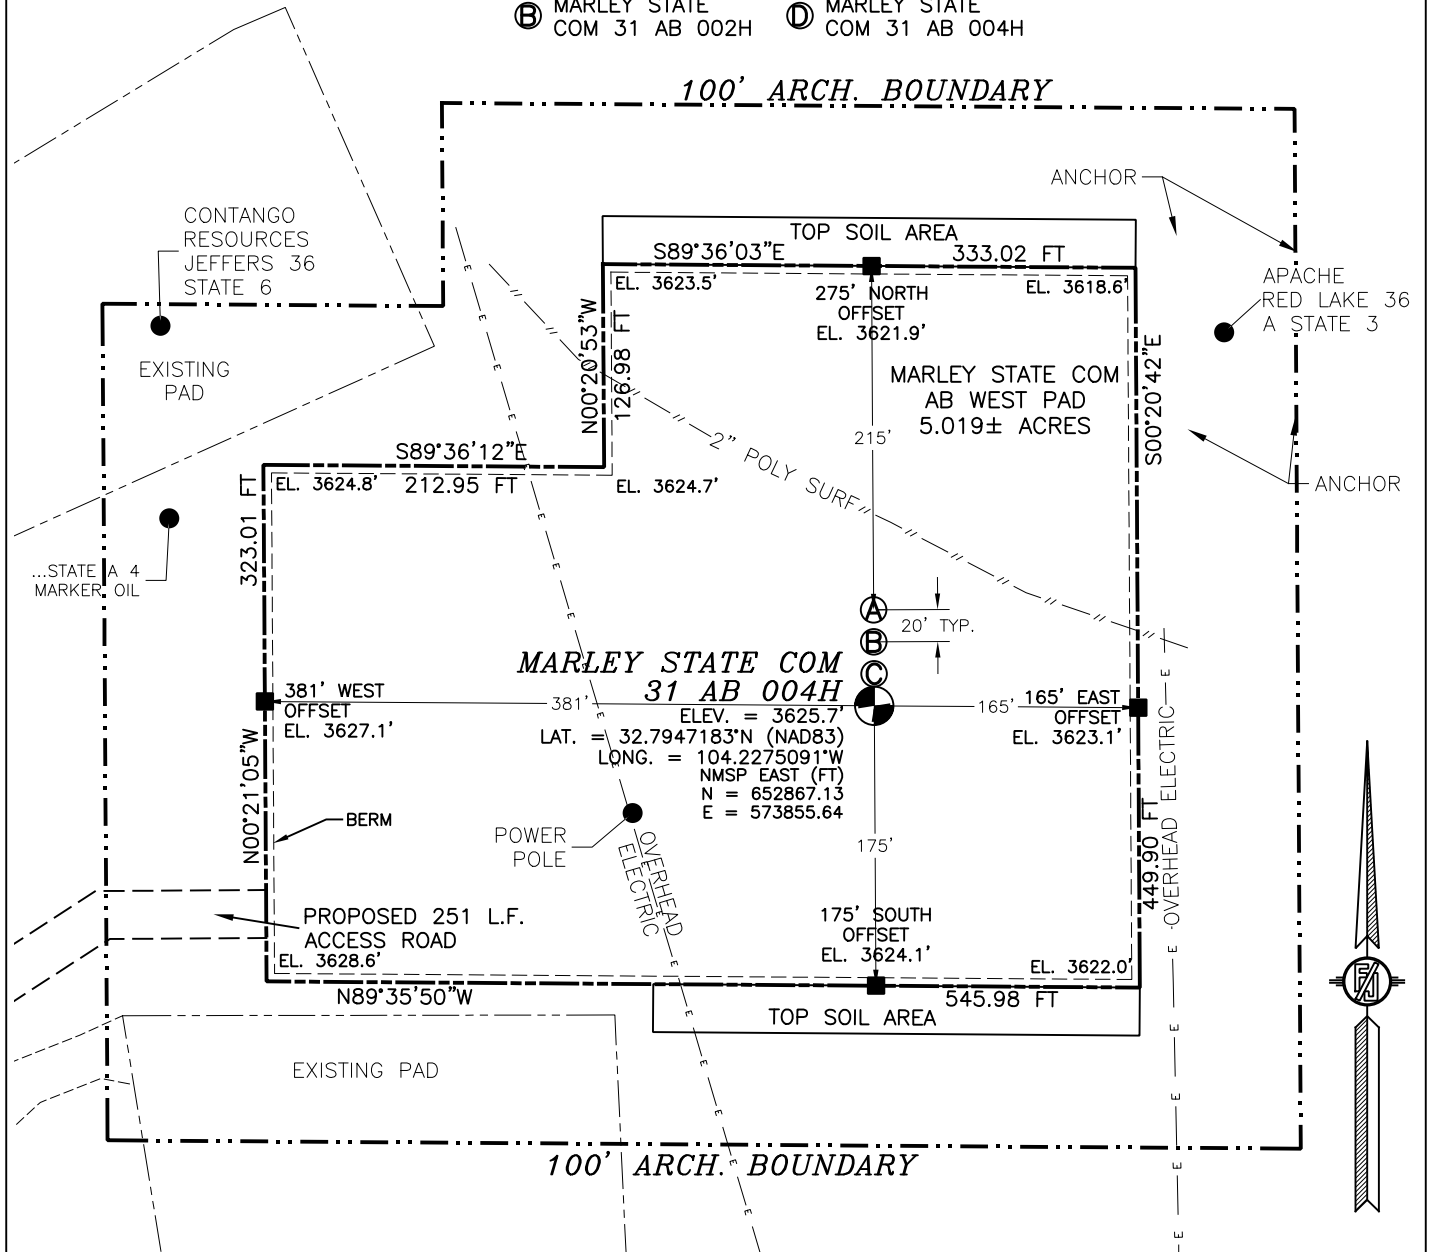 Ⓑ MARLEY STATE
COM 31 AB 002H
Ⓓ MARLEY STATE
COM 31 AB 004H
100' ARCH. BOUNDARY
ANCHOR
CONTANGO
RESOURCES
JEFFERS 36
STATE 6
TOP SOIL AREA
S89°36'03"E
333.02 FT
EL. 3623.5'
275' NORTH
OFFSET
EL. 3621.9'
EL. 3618.6'
APACHE
RED LAKE 36
A STATE 3
EXISTING
PAD
N00°20'53"W
126.98 FT
MARLEY STATE COM
AB WEST PAD
5.019± ACRES
S00°20'42"E
215'
2" POLY SURF
S89°36'12"E
212.95 FT
EL. 3624.8'
EL. 3624.7'
ANCHOR
323.01 FT
...STATE A 4
MARKER OIL
A
B
C
20' TYP.
MARLEY STATE COM
31 AB 004H
ELEV. = 3625.7'
LAT. = 32.7947183°N (NAD83)
LONG. = 104.2275091°W
NMSP EAST (FT)
N = 652867.13
E = 573855.64
381' WEST
OFFSET
EL. 3627.1'
381'
165'
165' EAST
OFFSET
EL. 3623.1'
OVERHEAD ELECTRIC
N00°21'05"W
BERM
POWER
POLE
OVERHEAD
ELECTRIC
175'
449.90 FT
PROPOSED 251 L.F.
ACCESS ROAD
EL. 3628.6'
175' SOUTH
OFFSET
EL. 3624.1'
EL. 3622.0'
N89°35'50"W
545.98 FT
TOP SOIL AREA
EXISTING PAD
100' ARCH. BOUNDARY